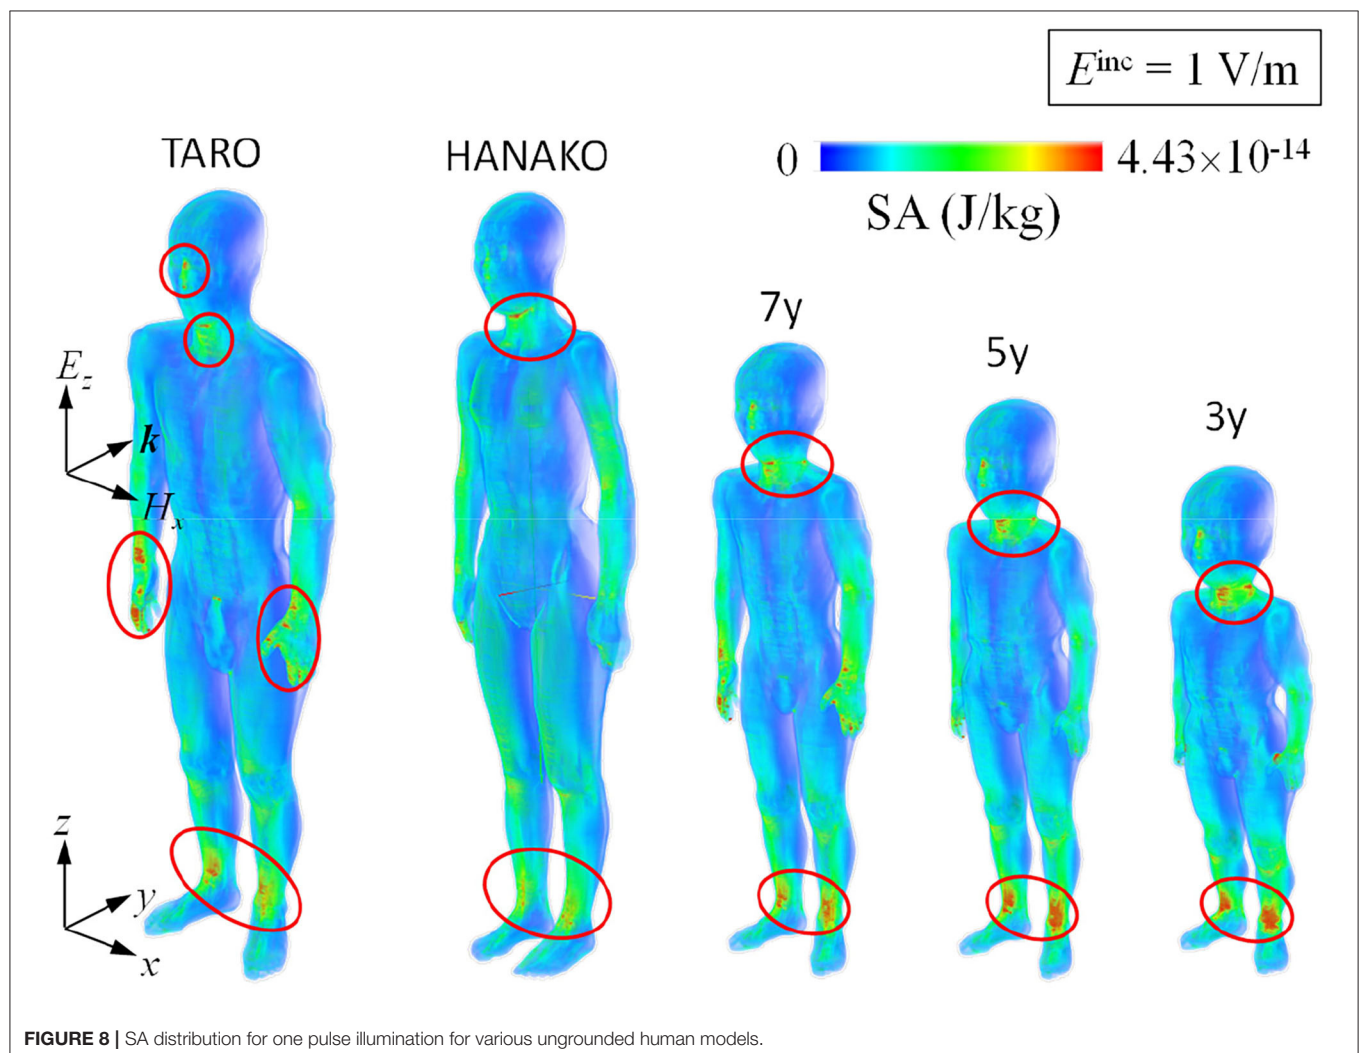 E^inc = 1 V/m
TARO
HANAKO
0
4.43×10^-14
SA (J/kg)
7y
5y
3y
E_z
k
H_x
z
y
x
FIGURE 8 | SA distribution for one pulse illumination for various ungrounded human models.